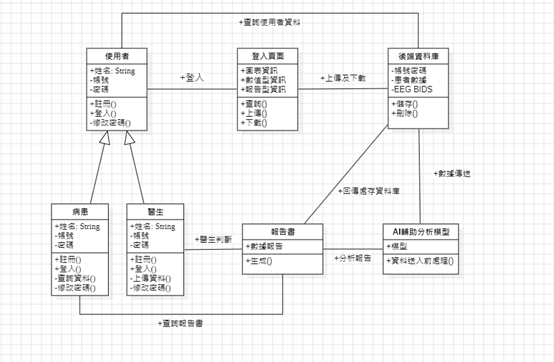 +查詢使用者資料
使用者
+姓名: String
-帳號
-密碼
+註冊()
+登入()
-修改密碼()
+登入
登入頁面
+圖表資訊
+數值型資訊
+報告型資訊
+查詢()
+上傳()
+下載()
+上傳及下載
後端資料庫
-帳號密碼
-患者數據
-EEG BIDS
+儲存()
+刪除()
+回傳處存資料庫
+數據傳送
病患
+姓名: String
-帳號
-密碼
+註冊()
+登入()
-查詢資料()
-修改密碼()
醫生
+姓名: String
-帳號
-密碼
+註冊()
+登入()
-上傳資料()
-修改密碼()
+醫生判斷
報告書
+數據報告
+生成()
+分析報告
AI輔助分析模型
+模型
+資料送入前處理()
+查詢報告書